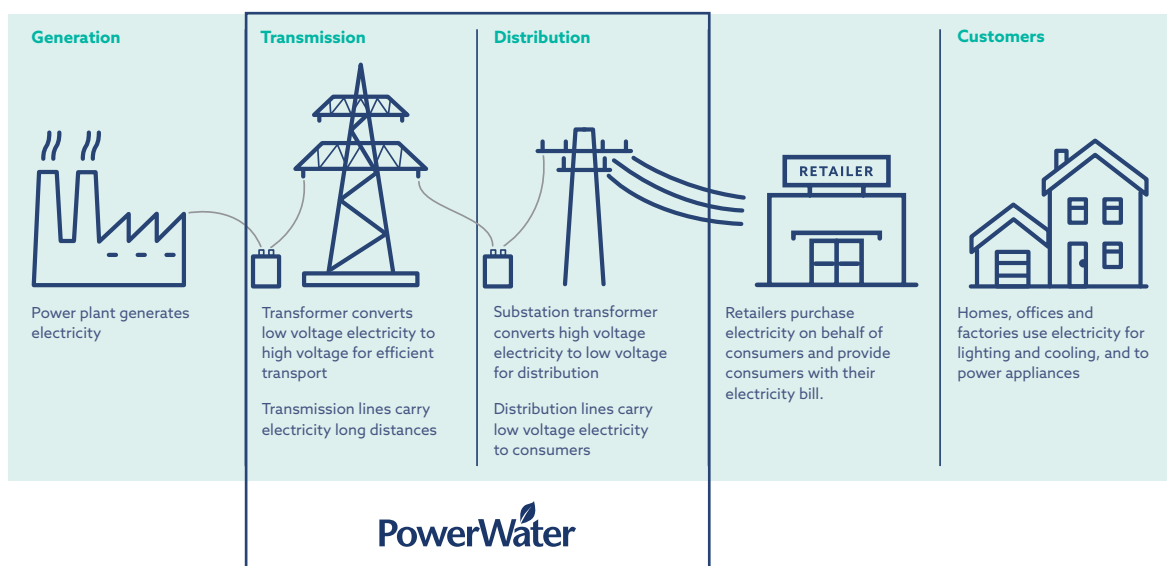 Generation
Power plant generates
electricity
Transmission
Transformer converts
low voltage electricity to
high voltage for efficient
transport
Transmission lines carry
electricity long distances
Distribution
Substation transformer
converts high voltage
electricity to low voltage
for distribution
Distribution lines carry
low voltage electricity
to consumers
RETAILER
Retailers purchase
electricity on behalf of
consumers and provide
consumers with their
electricity bill.
Customers
Homes, offices and
factories use electricity for
lighting and cooling, and to
power appliances
PowerWater